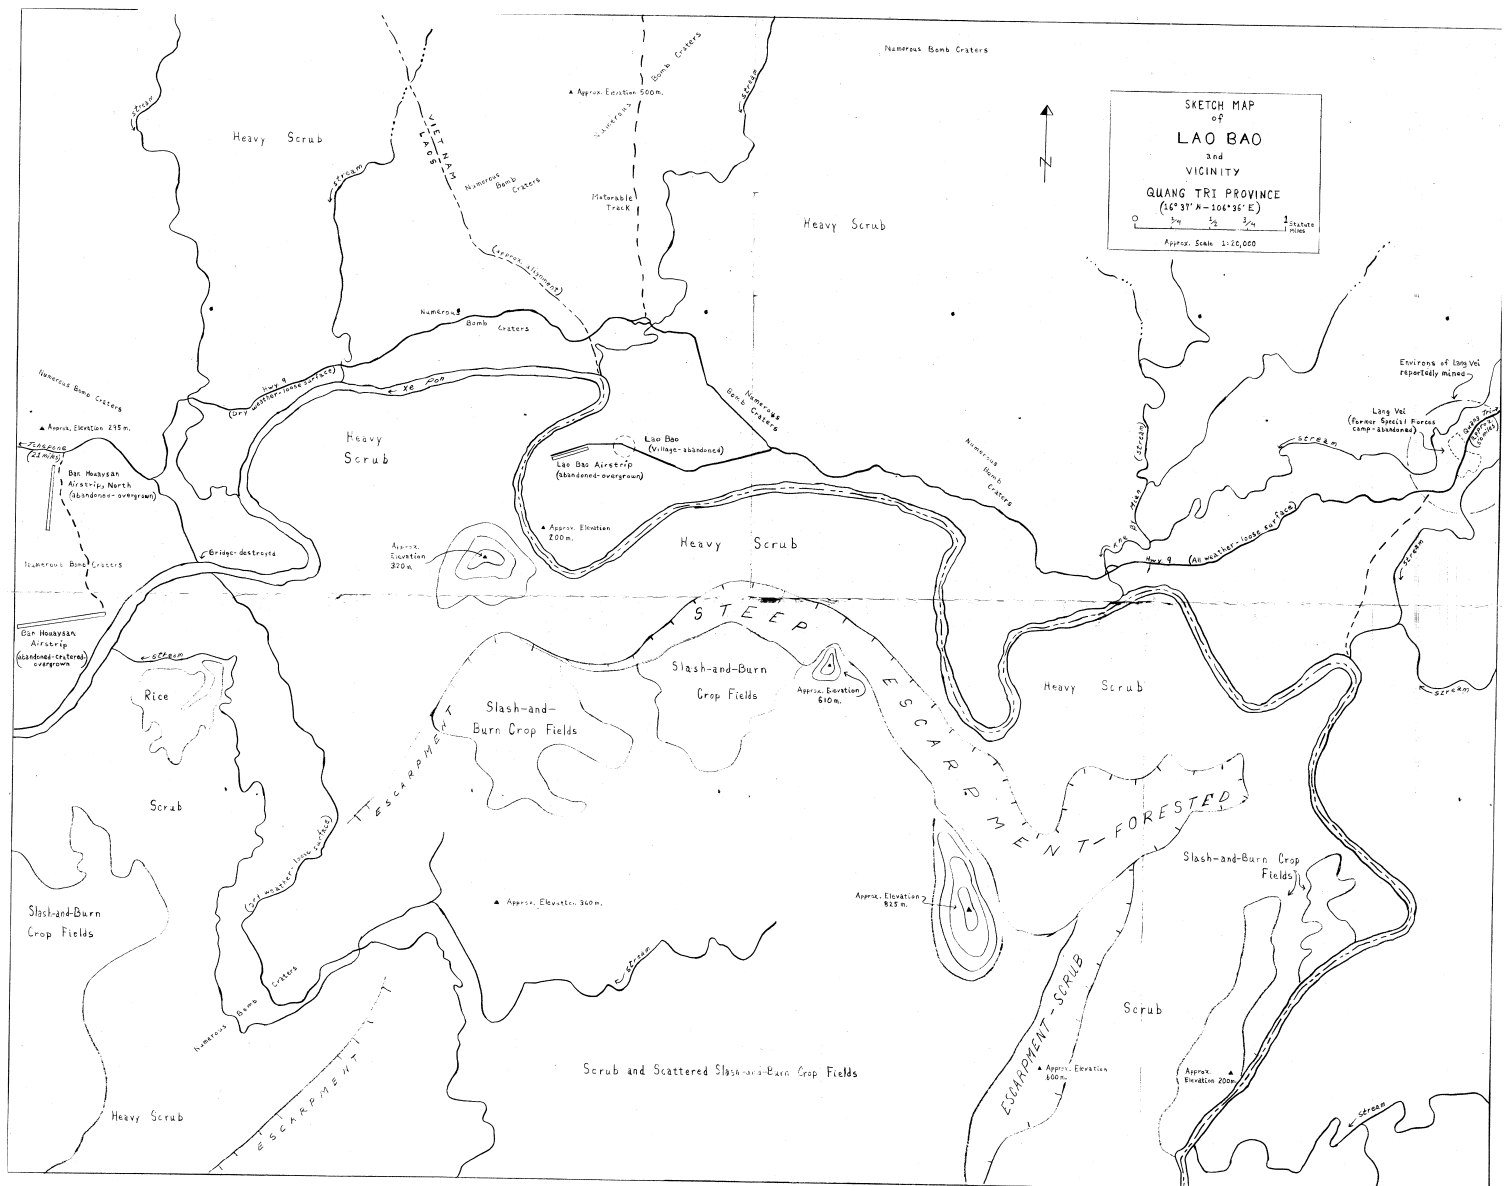 Numerous Bomb Craters
SKETCH MAP
of
LAO BAO
and
VICINITY
QUANG TRI PROVINCE
(16° 37' N – 106° 36' E)
0 1/4 1/2 3/4 1 Statute
Miles
Approx. Scale 1:20,000
N
stream
Heavy Scrub
stream
VIETNAM
LAOS
Numerous
Bomb
Craters
(approx. alignment)
Approx. Elevation 500 m.
Numerous Bomb Craters
Motorable
Track
stream
Heavy Scrub
Numerous
Bomb Craters
Hwy. 9
(Dry weather-loose surface)
Xe Pon
Numerous Bomb Craters
Approx. Elevation 295 m.
Tchepone
(21 miles)
Ban Houaysan
Airstrip, North
(abandoned-overgrown)
Bridge-destroyed
Numerous Bomb Craters
Ban Houaysan
Airstrip
(abandoned-cratered,
overgrown
Heavy
Scrub
Lao Bao
(Village-abandoned)
Lao Bao Airstrip
(abandoned-overgrown)
Numerous
Bomb Craters
Approx. Elevation
200 m.
Approx.
Elevation
320 m.
Heavy Scrub
Numerous
Bomb
Craters
(stream)
Hwy. 9 (All weather-loose surface)
stream
Environs of Lang Vei
reportedly mined
Lang Vei
(Former Special Forces
camp-abandoned)
Quang Tri
(Approx.
stream
stream
Heavy Scrub
stream
Rice
Scrub
Slash-and-Burn
Crop Fields
(Dry weather-loose surface)
Numerous Bomb Craters
Heavy Scrub
ESCARPMENT
ESCARPMENT
STEEP
ESCARPMENT-FORESTED
Slash-and-
Burn Crop Fields
Slash-and-Burn
Crop Fields
Approx. Elevation
610 m.
Approx. Elevation 360 m.
stream
Approx. Elevation
825 m.
Scrub and Scattered Slash-and-Burn Crop Fields
ESCARPMENT-SCRUB
Approx. Elevation
600 m.
Scrub
Slash-and-Burn Crop
Fields
Approx.
Elevation 200 m.
stream